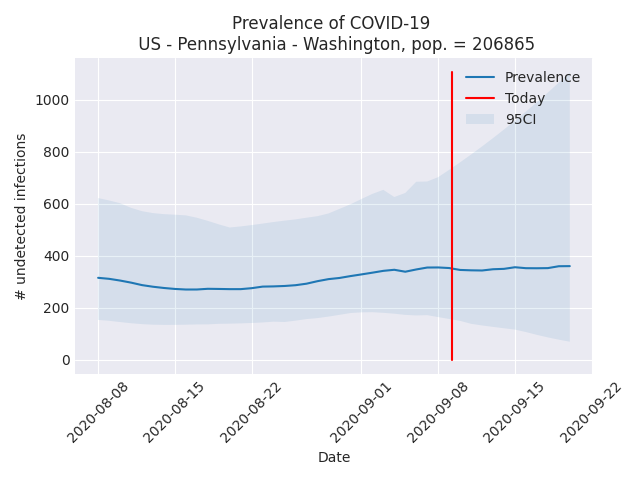 Prevalence of COVID-19
US - Pennsylvania - Washington, pop. = 206865
Prevalence
Today
95CI
# undetected infections
1000
800
600
400
200
0
2020-08-08
2020-08-15
2020-08-22
2020-09-01
2020-09-08
2020-09-15
2020-09-22
Date